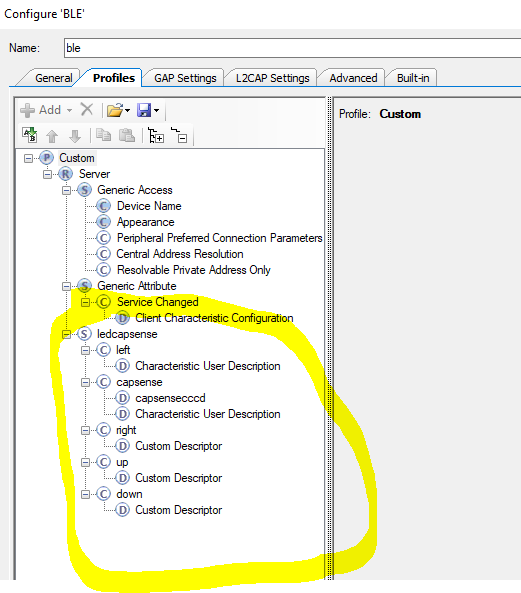 Configure 'BLE'
Name: ble
General Profiles GAP Settings L2CAP Settings Advanced Built-in
Add
Profile: Custom
A B
P Custom
R Server
S Generic Access
C Device Name
C Appearance
C Peripheral Preferred Connection Parameters
C Central Address Resolution
C Resolvable Private Address Only
S Generic Attribute
C Service Changed
D Client Characteristic Configuration
S ledcapsense
C left
D Characteristic User Description
C capsense
D capsensecccd
D Characteristic User Description
C right
D Custom Descriptor
C up
D Custom Descriptor
C down
D Custom Descriptor